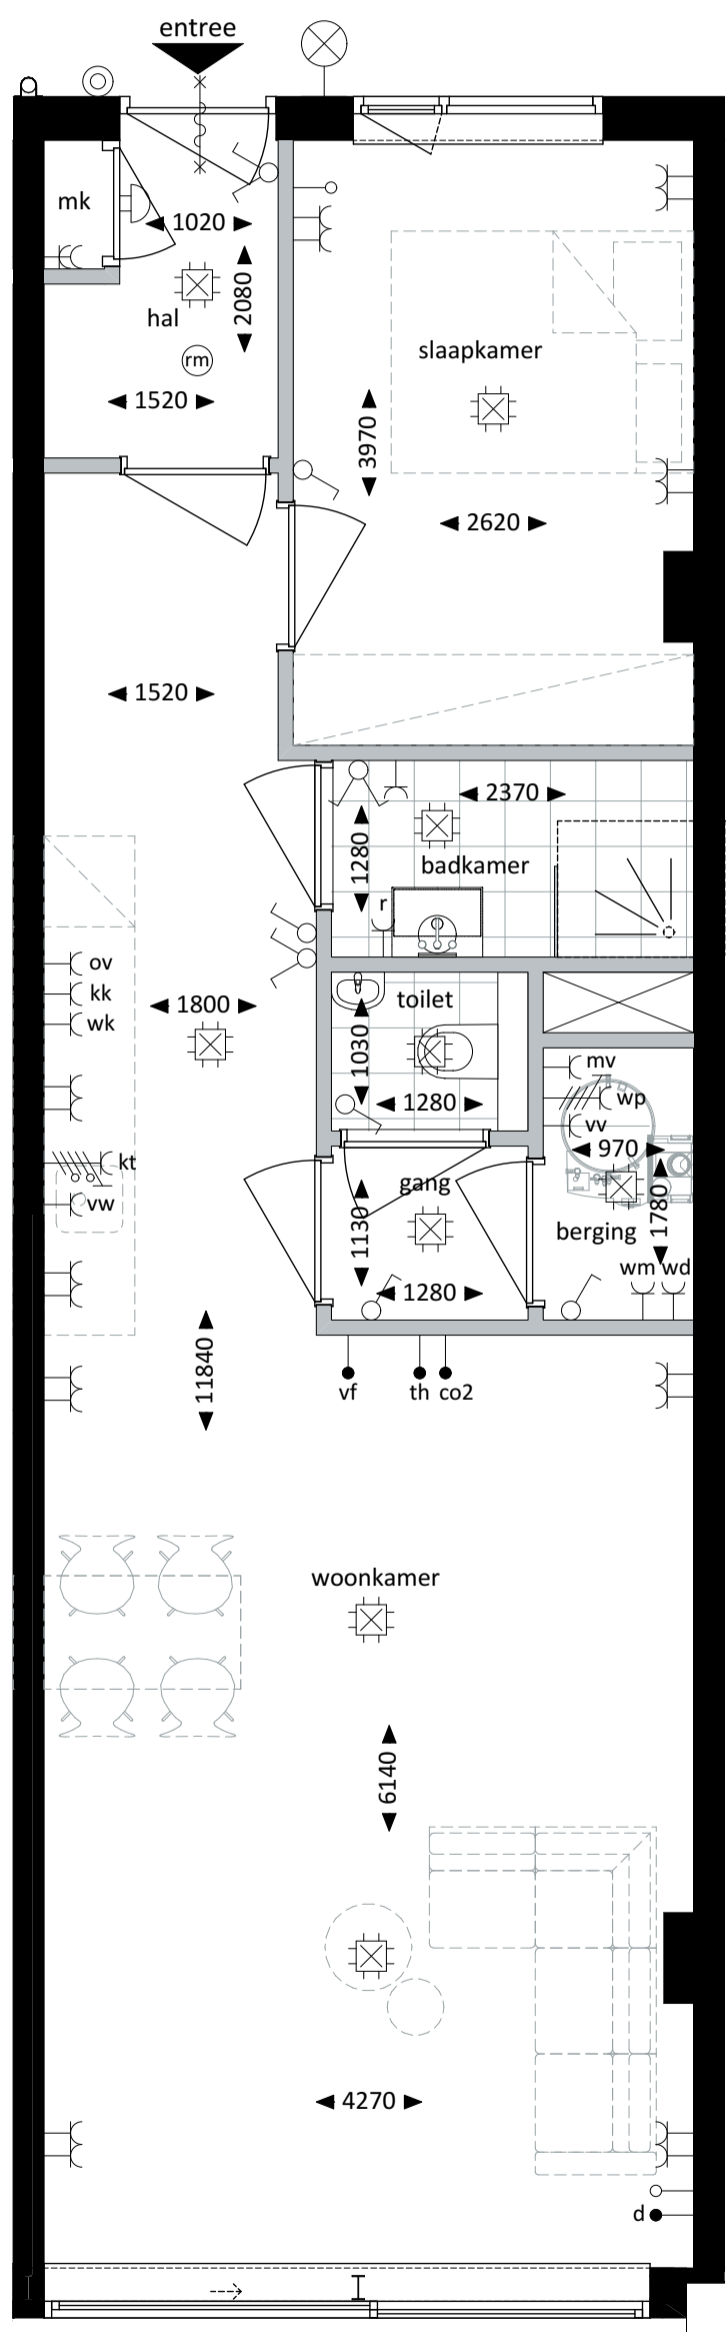 entree
mk
1020
2080
hal
rm
1520
slaapkamer
3970
2620
1520
2370
1280
badkamer
r
ov
kk
wk
1800
toilet
1030
1280
mv
wp
vv
970
kt
vw
gang
1130
1280
berging
1780
wm wd
11840
vf
th
co2
woonkamer
6140
4270
d